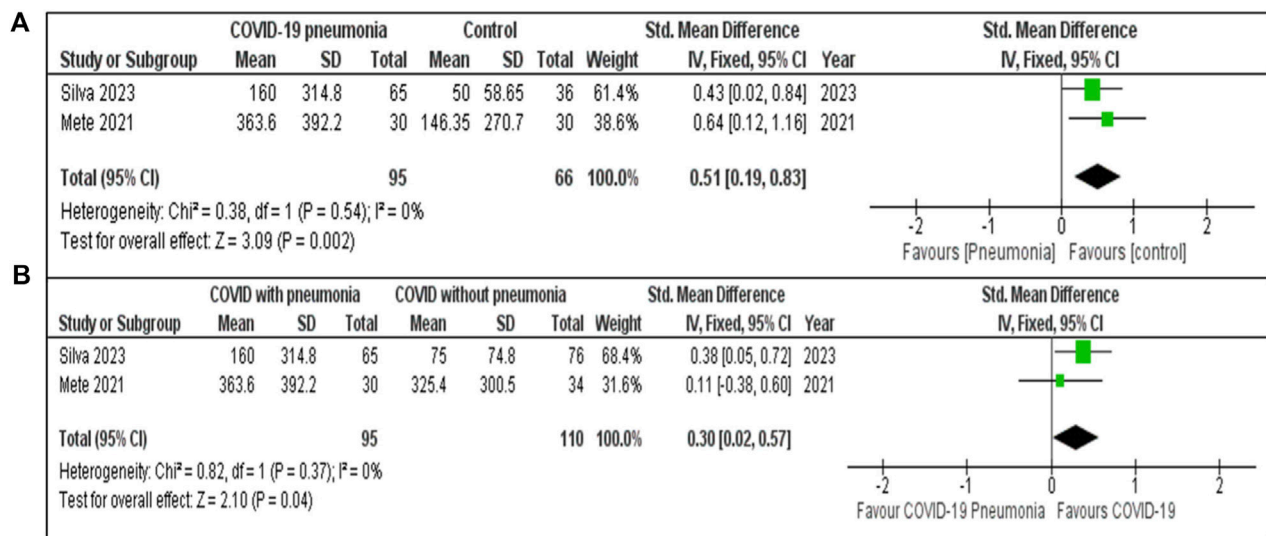 A
COVID-19 pneumonia Control Std. Mean Difference Std. Mean Difference
Study or Subgroup Mean SD Total Mean SD Total Weight IV, Fixed, 95% CI Year IV, Fixed, 95% CI
Silva 2023 160 314.8 65 50 58.65 36 61.4% 0.43 [0.02, 0.84] 2023
Mete 2021 363.6 392.2 30 146.35 270.7 30 38.6% 0.64 [0.12, 1.16] 2021
Total (95% CI) 95 66 100.0% 0.51 [0.19, 0.83]
Heterogeneity: Chi² = 0.38, df = 1 (P = 0.54); I² = 0%
Test for overall effect: Z = 3.09 (P = 0.002)
-2 -1 0 1 2
Favours [Pneumonia] Favours [control]
B
COVID with pneumonia COVID without pneumonia Std. Mean Difference Std. Mean Difference
Study or Subgroup Mean SD Total Mean SD Total Weight IV, Fixed, 95% CI Year IV, Fixed, 95% CI
Silva 2023 160 314.8 65 75 74.8 76 68.4% 0.38 [0.05, 0.72] 2023
Mete 2021 363.6 392.2 30 325.4 300.5 34 31.6% 0.11 [-0.38, 0.60] 2021
Total (95% CI) 95 110 100.0% 0.30 [0.02, 0.57]
Heterogeneity: Chi² = 0.82, df = 1 (P = 0.37); I² = 0%
Test for overall effect: Z = 2.10 (P = 0.04)
-2 -1 0 1 2
Favour COVID-19 Pneumonia Favours COVID-19